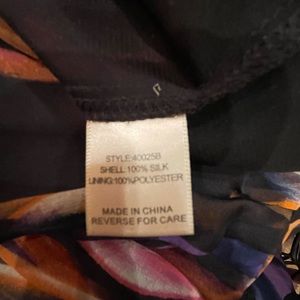 STYLE:40025B
SHELL:100% SILK
LINING:100%POLYESTER
MADE IN CHINA
REVERSE FOR CARE